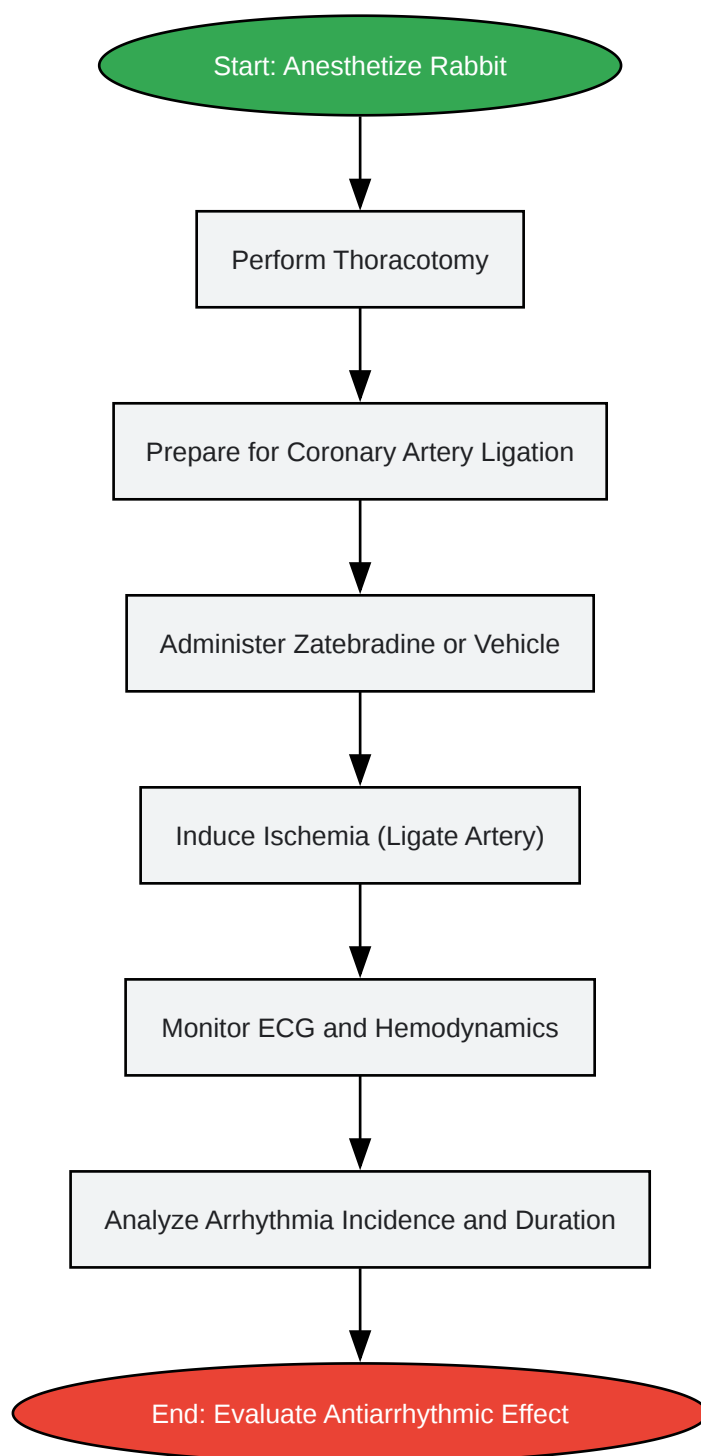 Start: Anesthetize Rabbit
Perform Thoracotomy
Prepare for Coronary Artery Ligation
Administer Zatebradine or Vehicle
Induce Ischemia (Ligate Artery)
Monitor ECG and Hemodynamics
Analyze Arrhythmia Incidence and Duration
End: Evaluate Antiarrhythmic Effect